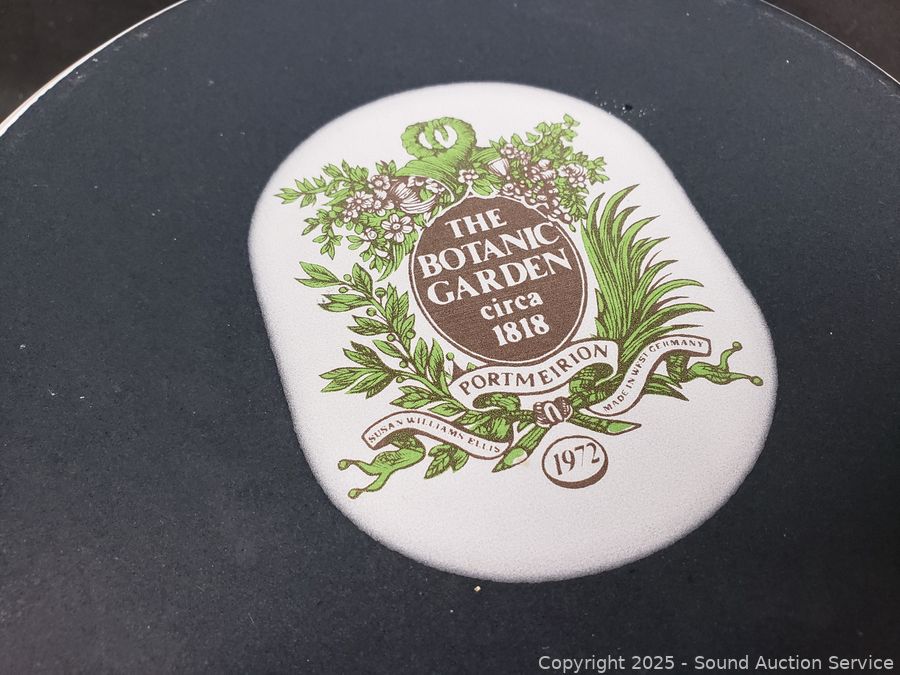 THE
BOTANIC
GARDEN
circa
1818
PORTMEIRION
MADE IN WEST GERMANY
SUSAN WILLIAMS ELLIS
1972
Copyright 2025 - Sound Auction Service